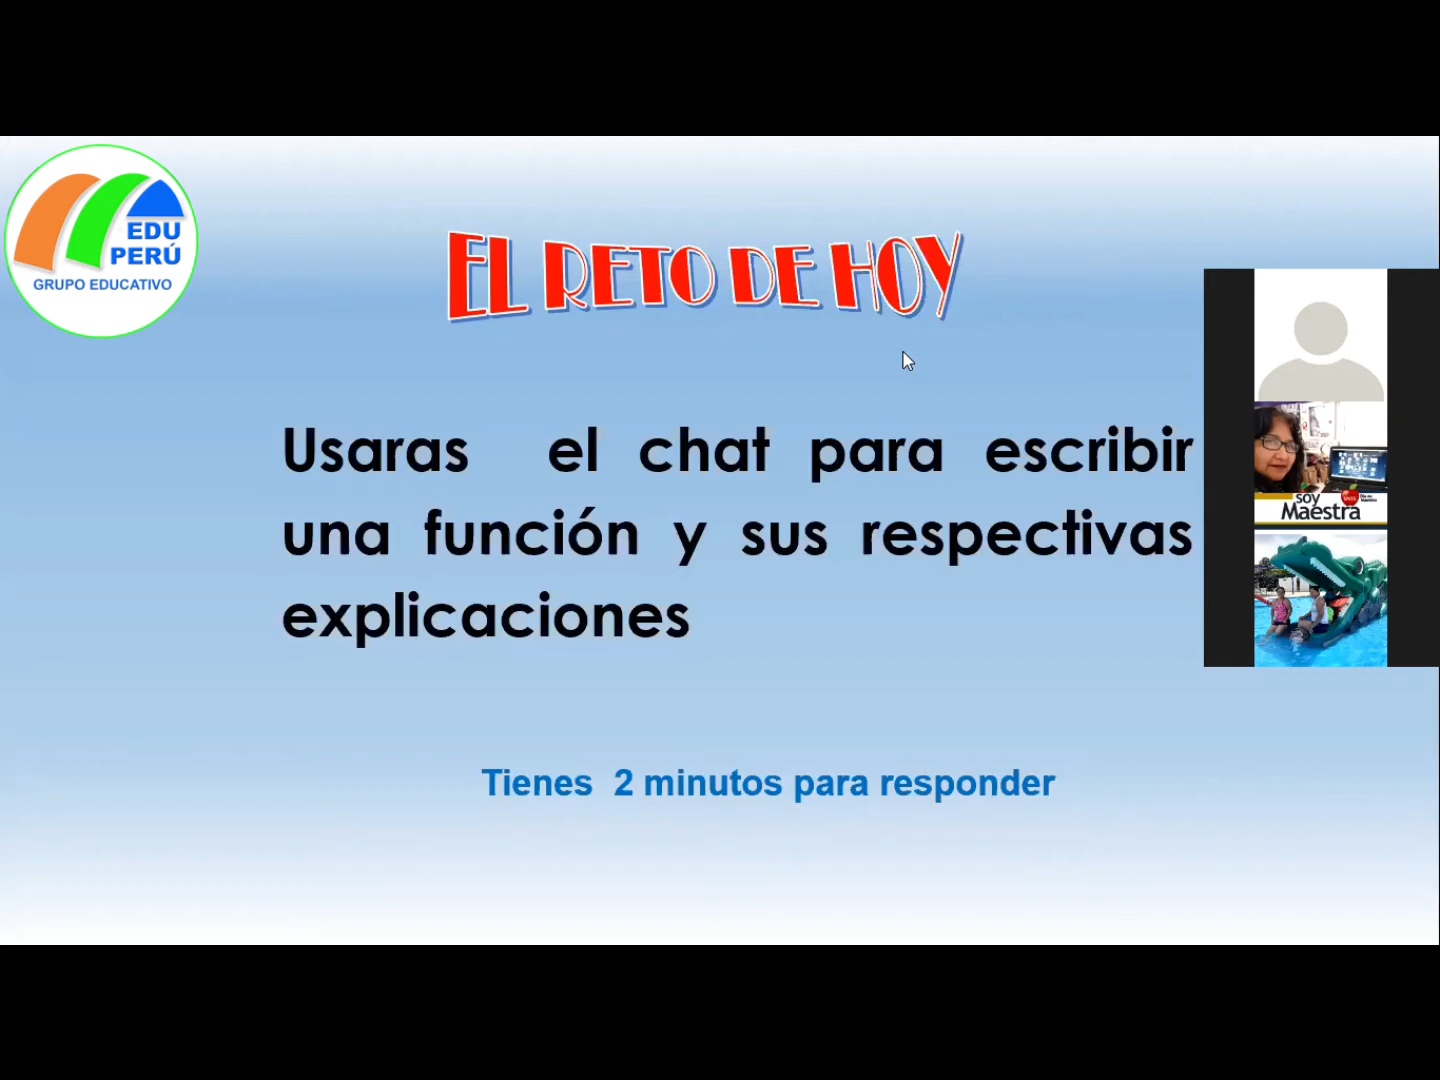 EDU
PERÚ
GRUPO EDUCATIVO
EL RETO DE HOY
Usaras el chat para escribir
una función y sus respectivas
explicaciones
soy
Maestra
Tienes 2 minutos para responder